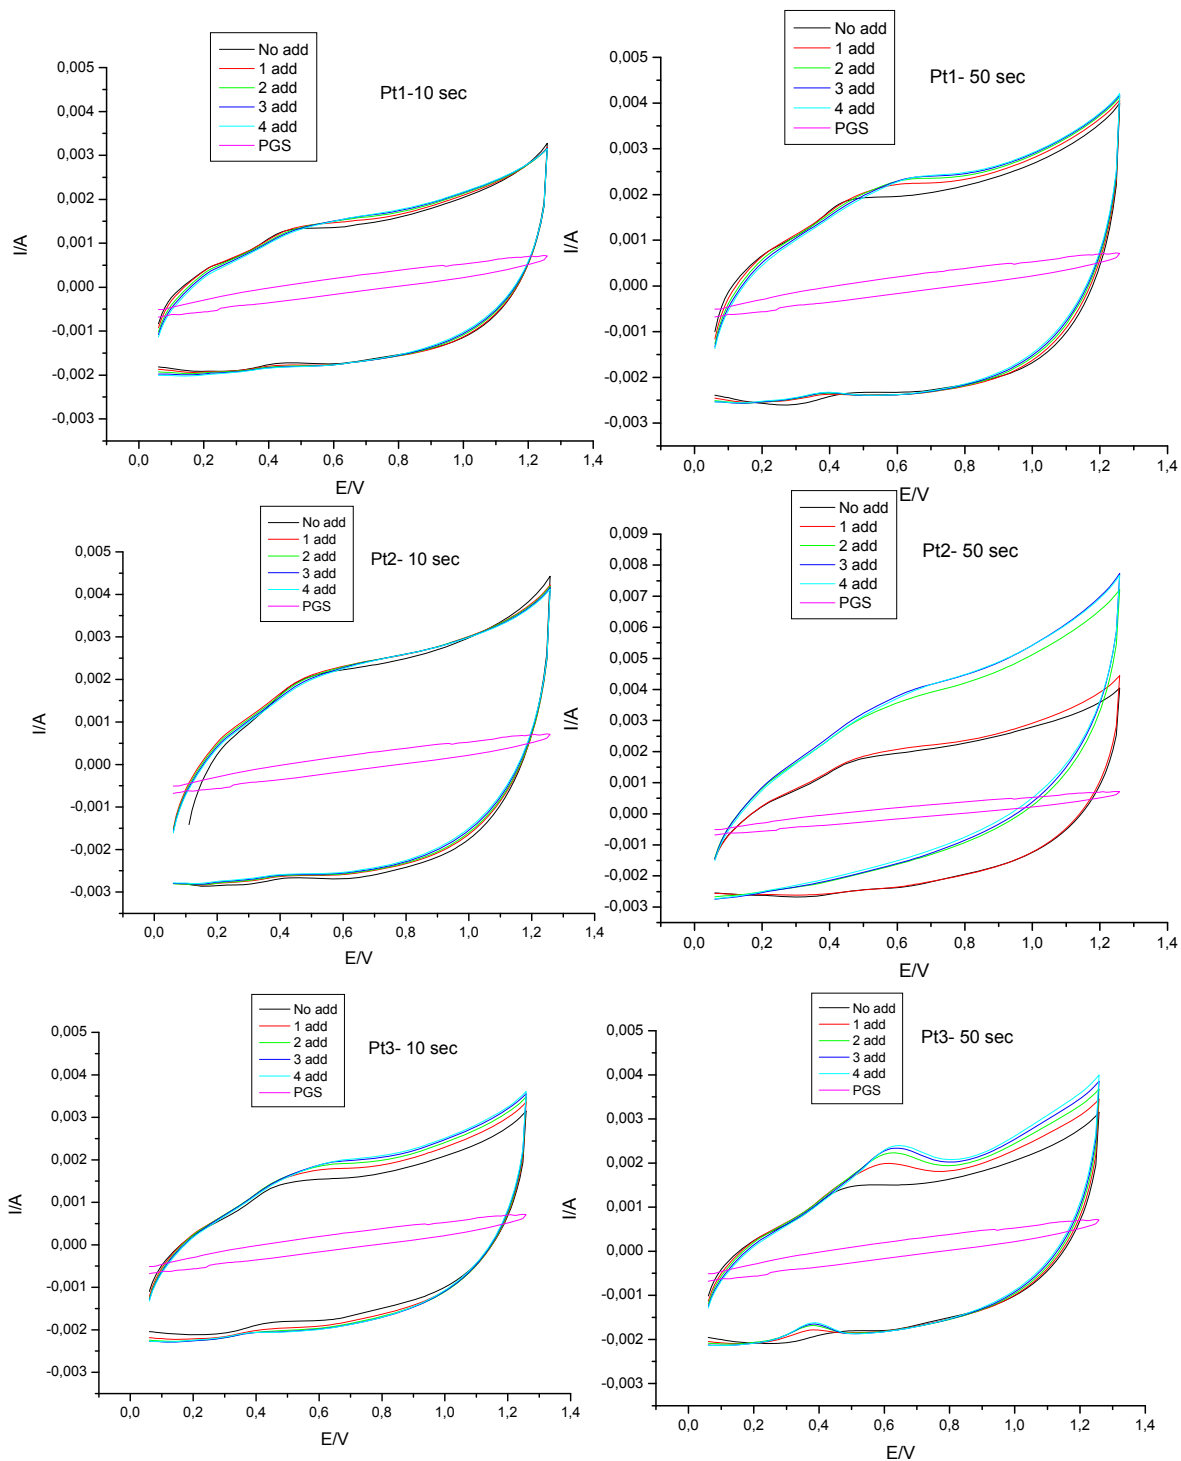 No add
1 add
2 add
3 add
4 add
PGS
Pt1-10 sec
0,005
0,004
0,003
0,002
0,001
0,000
-0,001
-0,002
-0,003
I/A
0,0 0,2 0,4 0,6 0,8 1,0 1,2 1,4
E/V
No add
1 add
2 add
3 add
4 add
PGS
Pt1- 50 sec
0,005
0,004
0,003
0,002
0,001
0,000
-0,001
-0,002
-0,003
I/A
0,0 0,2 0,4 0,6 0,8 1,0 1,2 1,4
E/V
No add
1 add
2 add
3 add
4 add
PGS
Pt2- 10 sec
0,005
0,004
0,003
0,002
0,001
0,000
-0,001
-0,002
-0,003
I/A
0,0 0,2 0,4 0,6 0,8 1,0 1,2 1,4
E/V
No add
1 add
2 add
3 add
4 add
PGS
Pt2- 50 sec
0,009
0,008
0,007
0,006
0,005
0,004
0,003
0,002
0,001
0,000
-0,001
-0,002
-0,003
I/A
0,0 0,2 0,4 0,6 0,8 1,0 1,2 1,4
E/V
No add
1 add
2 add
3 add
4 add
PGS
Pt3- 10 sec
0,005
0,004
0,003
0,002
0,001
0,000
-0,001
-0,002
-0,003
I/A
0,0 0,2 0,4 0,6 0,8 1,0 1,2 1,4
E/V
No add
1 add
2 add
3 add
4 add
PGS
Pt3- 50 sec
0,005
0,004
0,003
0,002
0,001
0,000
-0,001
-0,002
-0,003
I/A
0,0 0,2 0,4 0,6 0,8 1,0 1,2 1,4
E/V